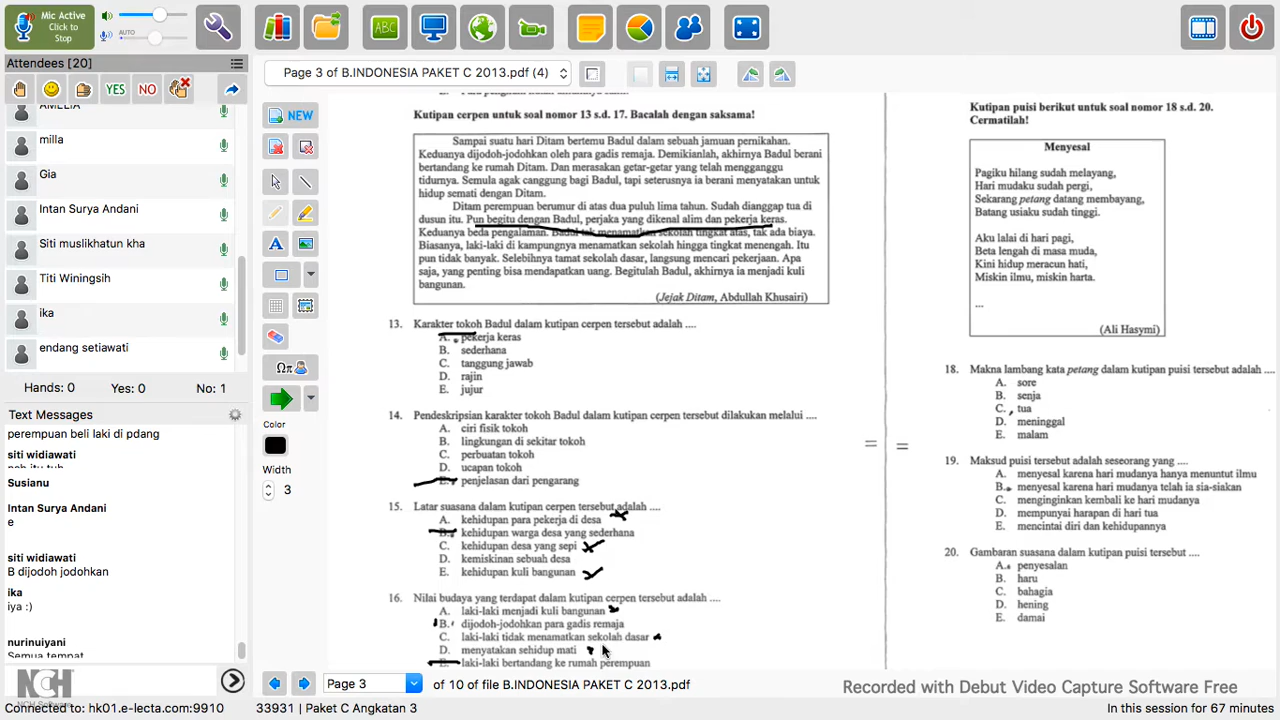 Mic Active
Click to
Stop
AUTO
ABC
Attendees [20]
Page 3 of B.INDONESIA PAKET C 2013.pdf (4)
YES
NO
NEW
AMELIA
milla
Gia
Intan Surya Andani
Siti muslikhatun kha
Titi Winingsih
ika
endang setiawati
Hands: 0
Yes: 0
No: 1
Text Messages
perempuan beli laki di pdang
siti widiawati
Susianu
Intan Surya Andani
e
siti widiawati
B dijodoh jodohkan
ika
iya :)
nurinuiyani
Color
Width
3
Kutipan cerpen untuk soal nomor 13 s.d. 17. Bacalah dengan saksama!
Sampai suatu hari Ditam bertemu Badul dalam sebuah jamuan pernikahan.
Keduanya dijodoh-jodohkan oleh para gadis remaja. Demikianlah, akhirnya Badul berani
bertandang ke rumah Ditam. Dan merasakan getar-getar yang telah mengganggu
tidurnya. Semula agak canggung bagi Badul, tapi seterusnya ia berani menyatakan untuk
hidup semati dengan Ditam.
Ditam perempuan berumur di atas dua puluh lima tahun. Sudah dianggap tua di
dusun itu. Pun begitu dengan Badul, perjaka yang dikenal alim dan pekerja keras.
Keduanya beda pengalaman. Badul tak menamatkan sekolah tingkat atas, tak ada biaya.
Biasanya, laki-laki di kampungnya menamatkan sekolah hingga tingkat menengah. Itu
pun tidak banyak. Selebihnya tamat sekolah dasar, langsung mencari pekerjaan. Apa
saja, yang penting bisa mendapatkan uang. Begitulah Badul, akhirnya ia menjadi kuli
bangunan.
(Jejak Ditam, Abdullah Khusairi)
13. Karakter tokoh Badul dalam kutipan cerpen tersebut adalah ....
A. pekerja keras
B. sederhana
C. tanggung jawab
D. rajin
E. jujur
14. Pendeskripsian karakter tokoh Badul dalam kutipan cerpen tersebut dilakukan melalui ....
A. ciri fisik tokoh
B. lingkungan di sekitar tokoh
C. perbuatan tokoh
D. ucapan tokoh
E. penjelasan dari pengarang
15. Latar suasana dalam kutipan cerpen tersebut adalah ....
A. kehidupan para pekerja di desa
B. kehidupan warga desa yang sederhana
C. kehidupan desa yang sepi
D. kemiskinan sebuah desa
E. kehidupan kuli bangunan
16. Nilai budaya yang terdapat dalam kutipan cerpen tersebut adalah ....
A. laki-laki menjadi kuli bangunan
B. dijodoh-jodohkan para gadis remaja
C. laki-laki tidak menamatkan sekolah dasar
D. menyatakan sehidup mati
E. laki-laki bertandang ke rumah perempuan
= =
Kutipan puisi berikut untuk soal nomor 18 s.d. 20.
Cermatilah!
Menyesal
Pagiku hilang sudah melayang,
Hari mudaku sudah pergi,
Sekarang petang datang membayang,
Batang usiaku sudah tinggi.
Aku lalai di hari pagi,
Beta lengah di masa muda,
Kini hidup meracun hati,
Miskin ilmu, miskin harta.
...
(Ali Hasymi)
18. Makna lambang kata petang dalam kutipan puisi tersebut adalah ....
A. sore
B. senja
C. tua
D. meninggal
E. malam
19. Maksud puisi tersebut adalah seseorang yang ....
A. menyesal karena hari mudanya hanya menuntut ilmu
B. menyesal karena hari mudanya telah ia sia-siakan
C. menginginkan kembali ke hari mudanya
D. mempunyai harapan di hari tua
E. mencintai diri dan kehidupannya
20. Gambaran suasana dalam kutipan puisi tersebut ....
A. penyesalan
B. haru
C. bahagia
D. hening
E. damai
NCH
Page 3
of 10 of file B.INDONESIA PAKET C 2013.pdf
Recorded with Debut Video Capture Software Free
Connected to: hk01.e-lecta.com:9910
33931 | Paket C Angkatan 3
In this session for 67 minutes